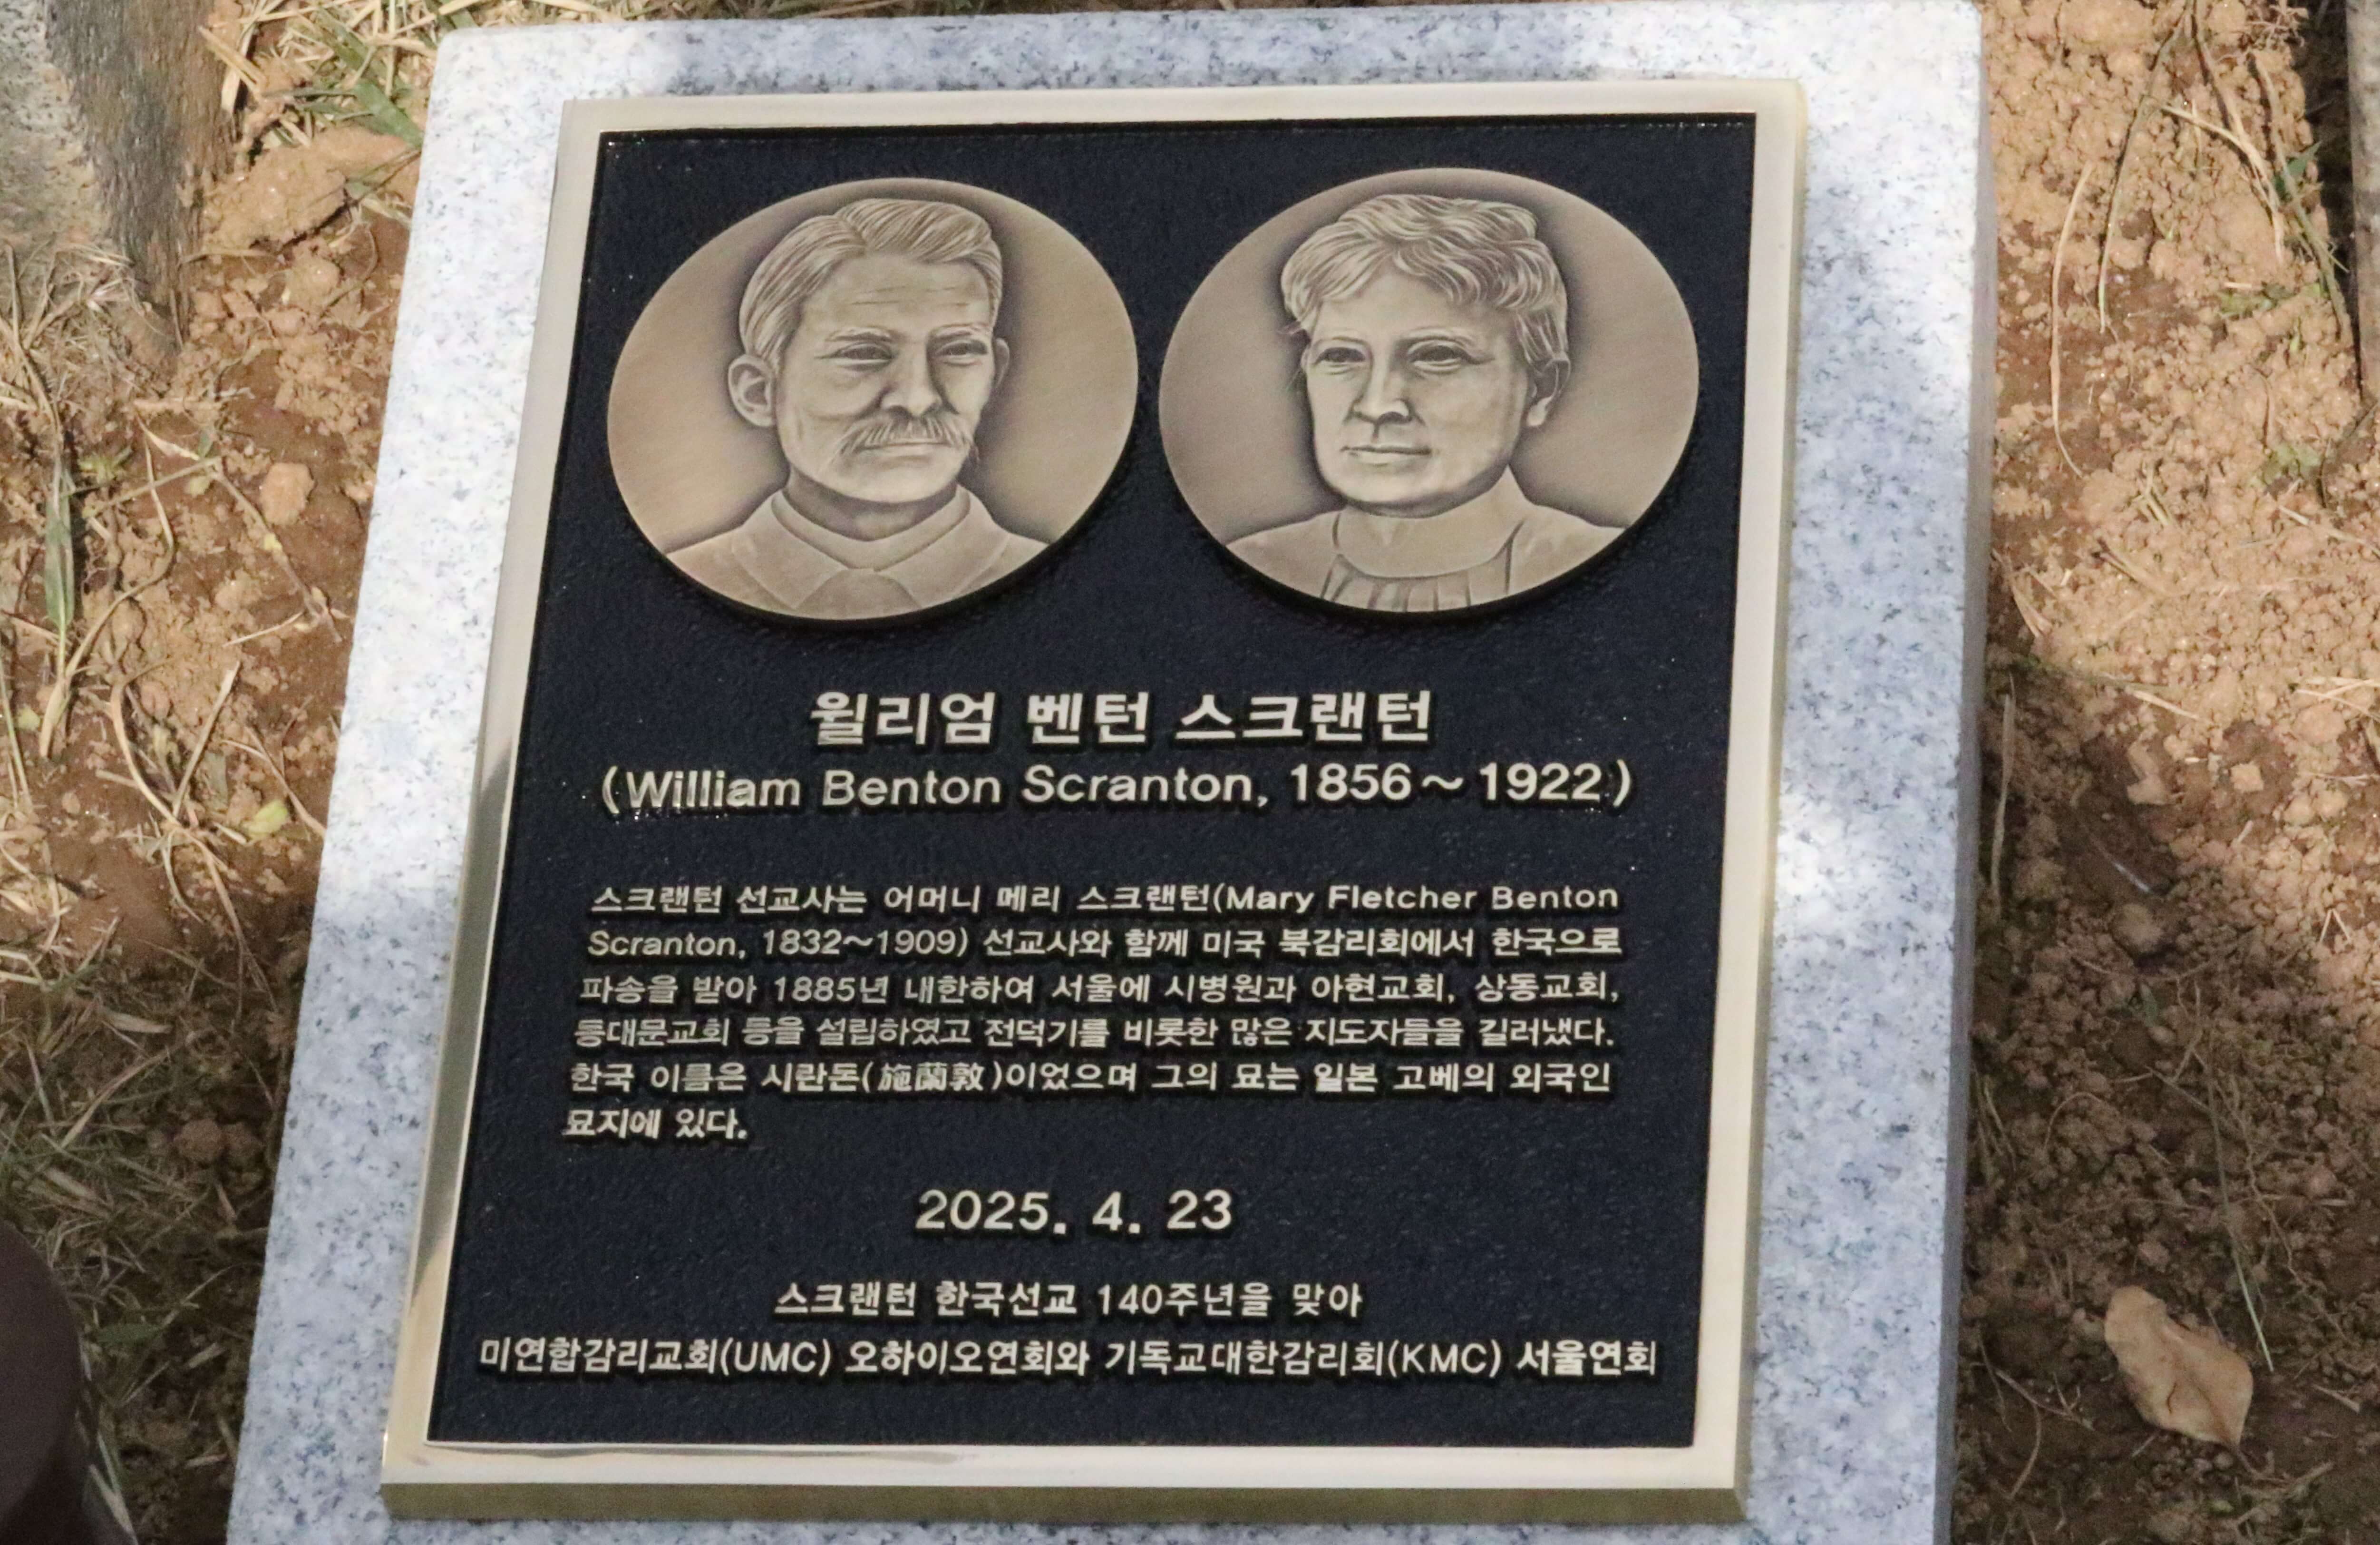 윌리엄 벤턴 스크랜턴
(William Benton Scranton, 1856~1922)
스크랜턴 선교사는 어머니 메리 스크랜턴(Mary Fletcher Benton
Scranton, 1832~1909) 선교사와 함께 미국 북감리회에서 한국으로
파송을 받아 1885년 내한하여 서울에 시병원과 아현교회, 상동교회,
동대문교회 등을 설립하였고 전덕기를 비롯한 많은 지도자들을 길러냈다.
한국 이름은 시란돈(施蘭敦)이었으며 그의 묘는 일본 고베의 외국인
묘지에 있다.
2025. 4. 23
스크랜턴 한국선교 140주년을 맞아
미연합감리교회(UMC) 오하이오연회와 기독교대한감리회(KMC) 서울연회